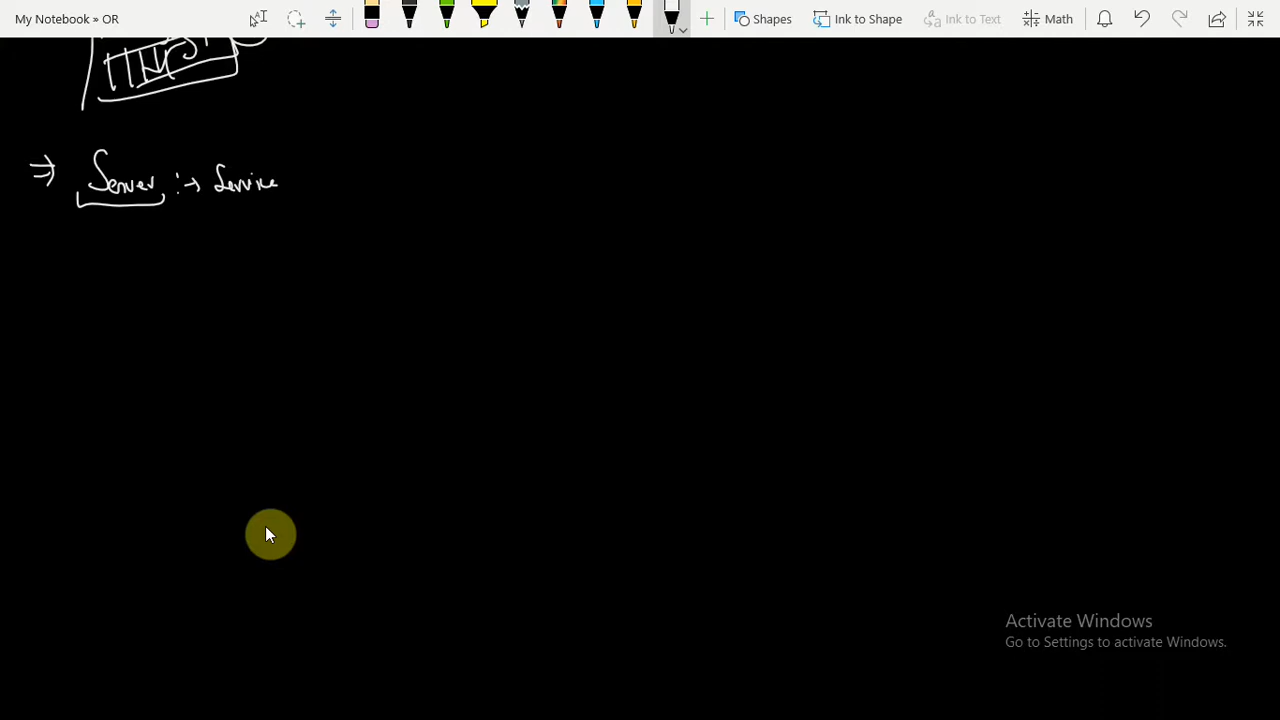 My Notebook » OR
Shapes
Ink to Shape
Ink to Text
Math
⇒ Server :→ Service
Activate Windows
Go to Settings to activate Windows.